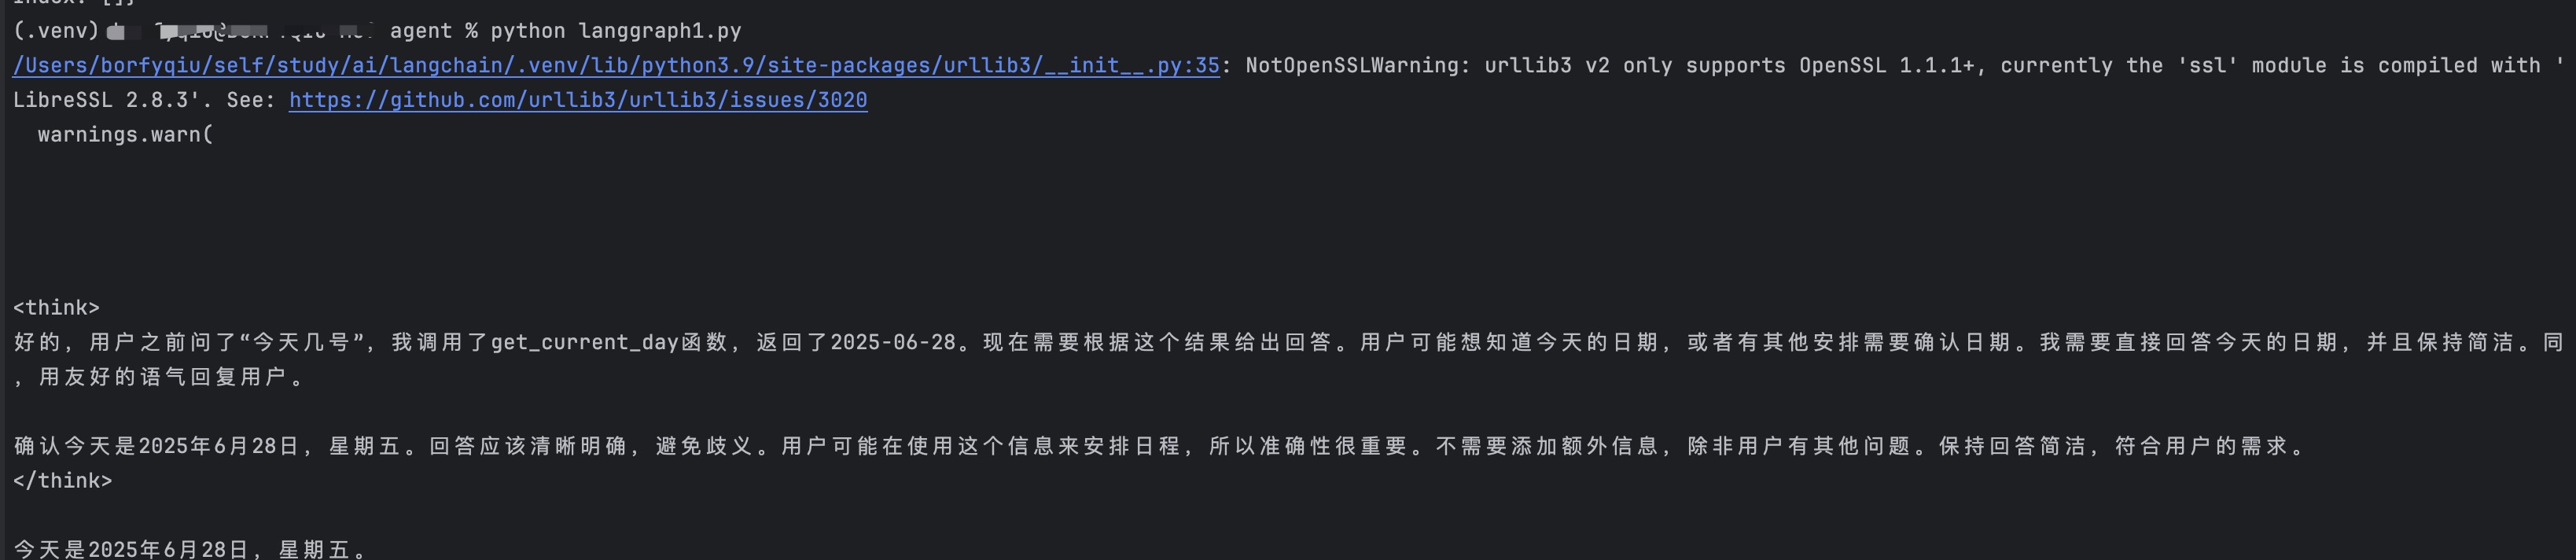 index: []}
(.venv) agent % python langgraph1.py
/Users/borfyqiu/self/study/ai/langchain/.venv/lib/python3.9/site-packages/urllib3/__init__.py:35: NotOpenSSLWarning: urllib3 v2 only supports OpenSSL 1.1.1+, currently the 'ssl' module is compiled with '
LibreSSL 2.8.3'. See: https://github.com/urllib3/urllib3/issues/3020
  warnings.warn(
<think>
好的，用户之前问了“今天几号”，我调用了get_current_day函数，返回了2025-06-28。现在需要根据这个结果给出回答。用户可能想知道今天的日期，或者有其他安排需要确认日期。我需要直接回答今天的日期，并且保持简洁。同
，用友好的语气回复用户。
确认今天是2025年6月28日，星期五。回答应该清晰明确，避免歧义。用户可能在使用这个信息来安排日程，所以准确性很重要。不需要添加额外信息，除非用户有其他问题。保持回答简洁，符合用户的需求。
</think>
今天是2025年6月28日，星期五。